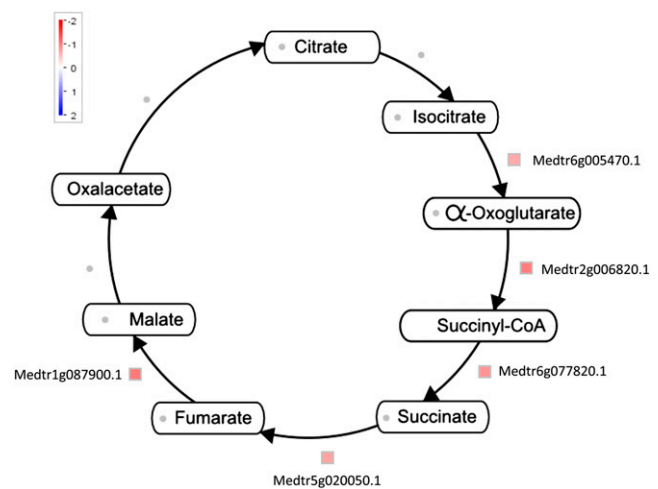 -2
-1
0
1
2
Citrate
Isocitrate
Medtr6g005470.1
Oxalacetate
α-Oxoglutarate
Medtr2g006820.1
Malate
Succinyl-CoA
Medtr1g087900.1
Medtr6g077820.1
Fumarate
Succinate
Medtr5g020050.1